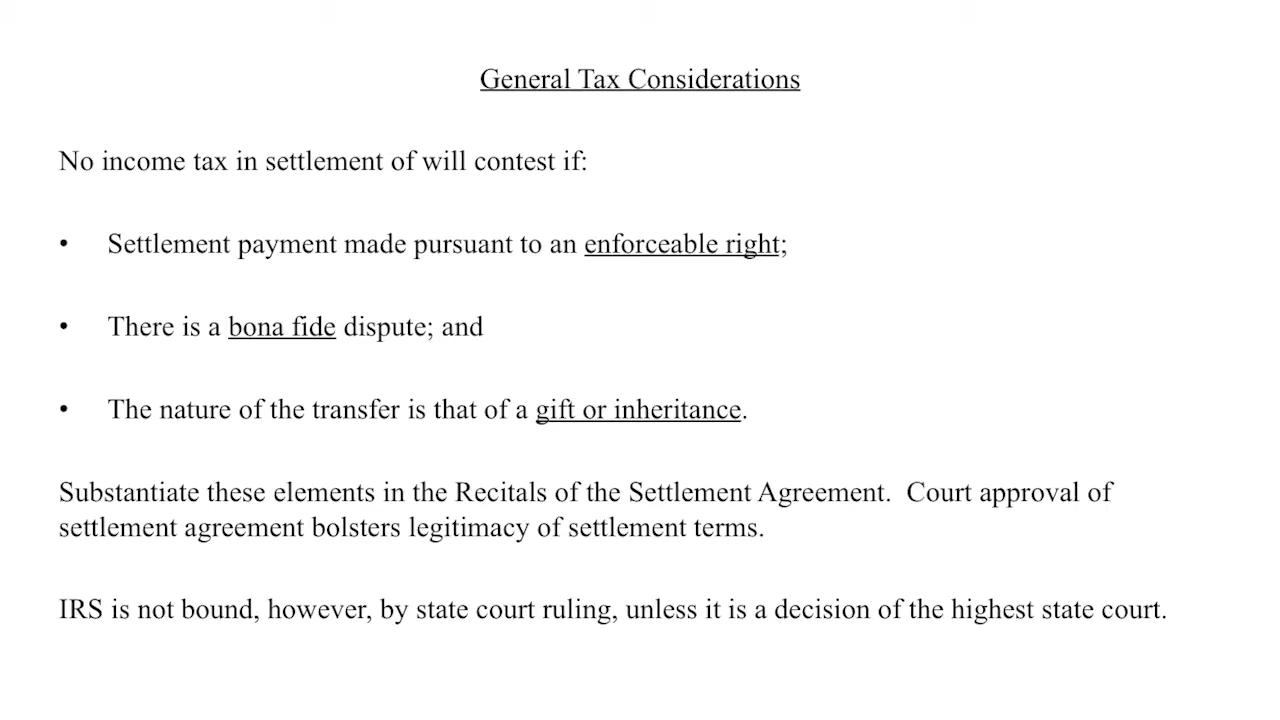 General Tax Considerations
No income tax in settlement of will contest if:
• Settlement payment made pursuant to an enforceable right;
• There is a bona fide dispute; and
• The nature of the transfer is that of a gift or inheritance.
Substantiate these elements in the Recitals of the Settlement Agreement.  Court approval of
settlement agreement bolsters legitimacy of settlement terms.
IRS is not bound, however, by state court ruling, unless it is a decision of the highest state court.